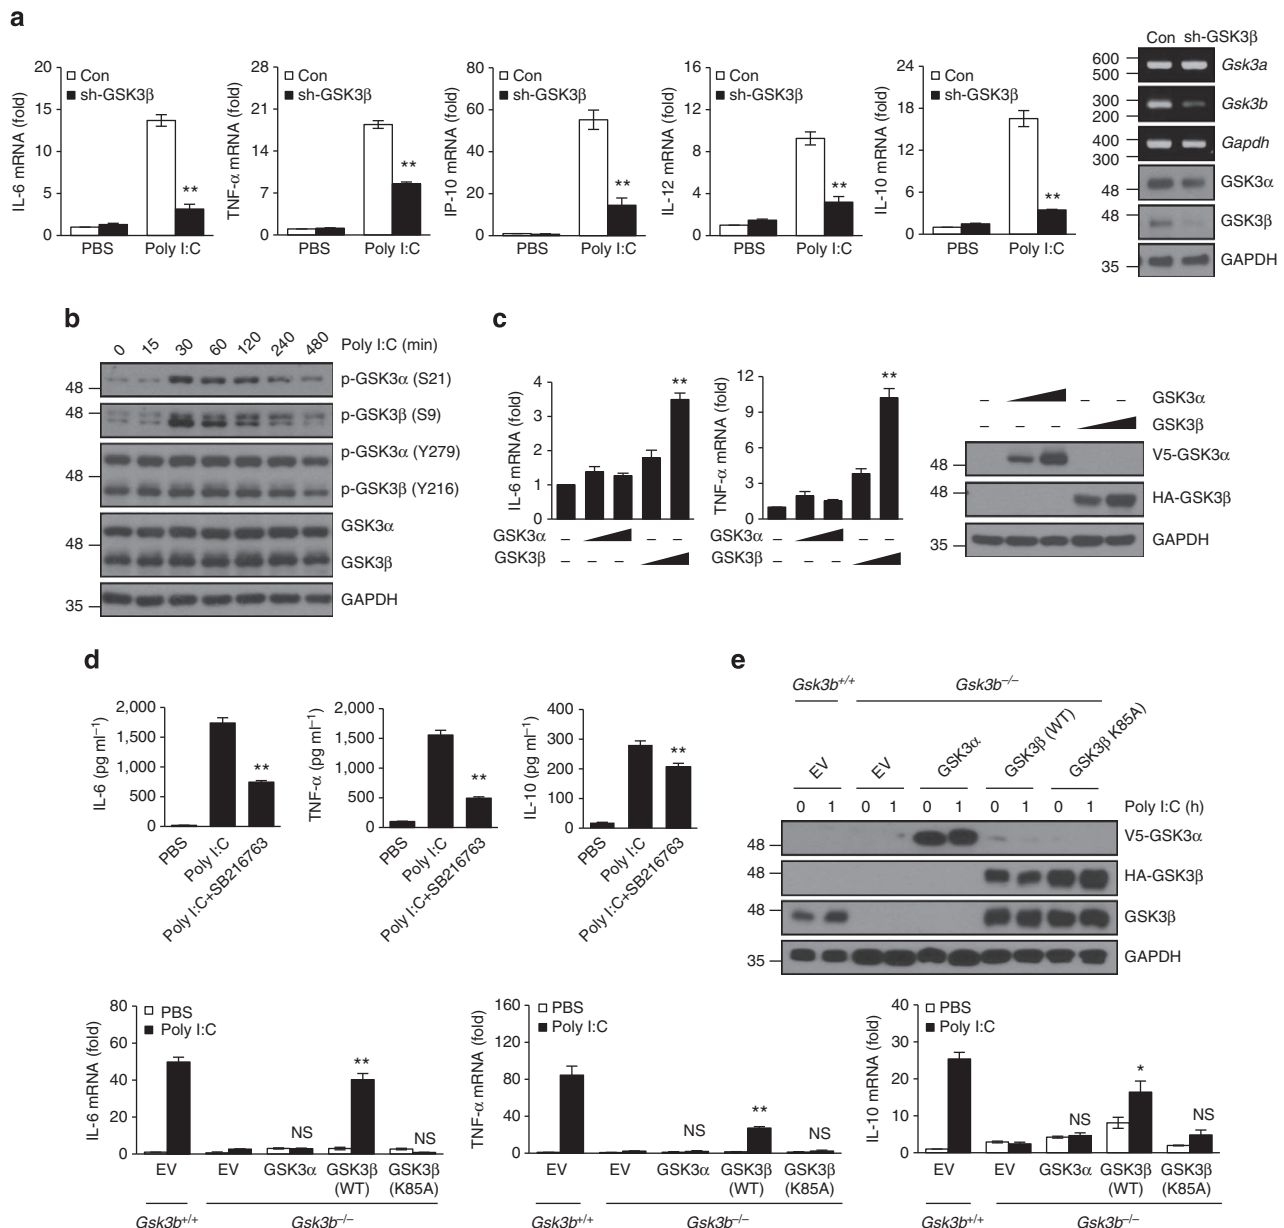 a
20
15
10
5
0
IL-6 mRNA (fold)
Con
sh-GSK3β
**
PBS
Poly I:C
28
21
14
7
0
TNF-α mRNA (fold)
Con
sh-GSK3β
**
PBS
Poly I:C
80
60
40
20
0
IP-10 mRNA (fold)
Con
sh-GSK3β
**
PBS
Poly I:C
16
12
8
4
0
IL-12 mRNA (fold)
Con
sh-GSK3β
**
PBS
Poly I:C
24
18
12
6
0
IL-10 mRNA (fold)
Con
sh-GSK3β
**
PBS
Poly I:C
Con sh-GSK3β
600
500
Gsk3a
300
200
Gsk3b
400
300
Gapdh
48
GSK3α
48
GSK3β
35
GAPDH
b
0 15 30 60 120 240 480 Poly I:C (min)
48
p-GSK3α (S21)
48
p-GSK3β (S9)
p-GSK3α (Y279)
48
p-GSK3β (Y216)
GSK3α
48
GSK3β
35
GAPDH
c
4
3
2
1
0
IL-6 mRNA (fold)
**
GSK3α – – –
GSK3β – – –
12
9
6
3
0
TNF-α mRNA (fold)
**
GSK3α – – –
GSK3β – – –
– – – GSK3α
– – – GSK3β
48
V5-GSK3α
48
HA-GSK3β
35
GAPDH
d
2,000
1,500
1,000
500
0
IL-6 (pg ml–1)
**
PBS
Poly I:C
Poly I:C+SB216763
2,000
1,500
1,000
500
0
TNF-α (pg ml–1)
**
PBS
Poly I:C
Poly I:C+SB216763
400
300
200
100
0
IL-10 (pg ml–1)
**
PBS
Poly I:C
Poly I:C+SB216763
e
Gsk3b+/+ Gsk3b–/–
EV EV GSK3α GSK3β (WT) GSK3β K85A)
0 1 0 1 0 1 0 1 0 1 Poly I:C (h)
48
V5-GSK3α
48
HA-GSK3β
48
GSK3β
35
GAPDH
80
60
40
20
0
IL-6 mRNA (fold)
PBS
Poly I:C
NS ** NS
EV EV GSK3α GSK3β GSK3β
(WT) (K85A)
Gsk3b+/+ Gsk3b–/–
160
120
80
40
0
TNF-α mRNA (fold)
PBS
Poly I:C
NS ** NS
EV EV GSK3α GSK3β GSK3β
(WT) (K85A)
Gsk3b+/+ Gsk3b–/–
40
30
20
10
0
IL-10 mRNA (fold)
PBS
Poly I:C
NS * NS
EV EV GSK3α GSK3β GSK3β
(WT) (K85A)
Gsk3b+/+ Gsk3b–/–